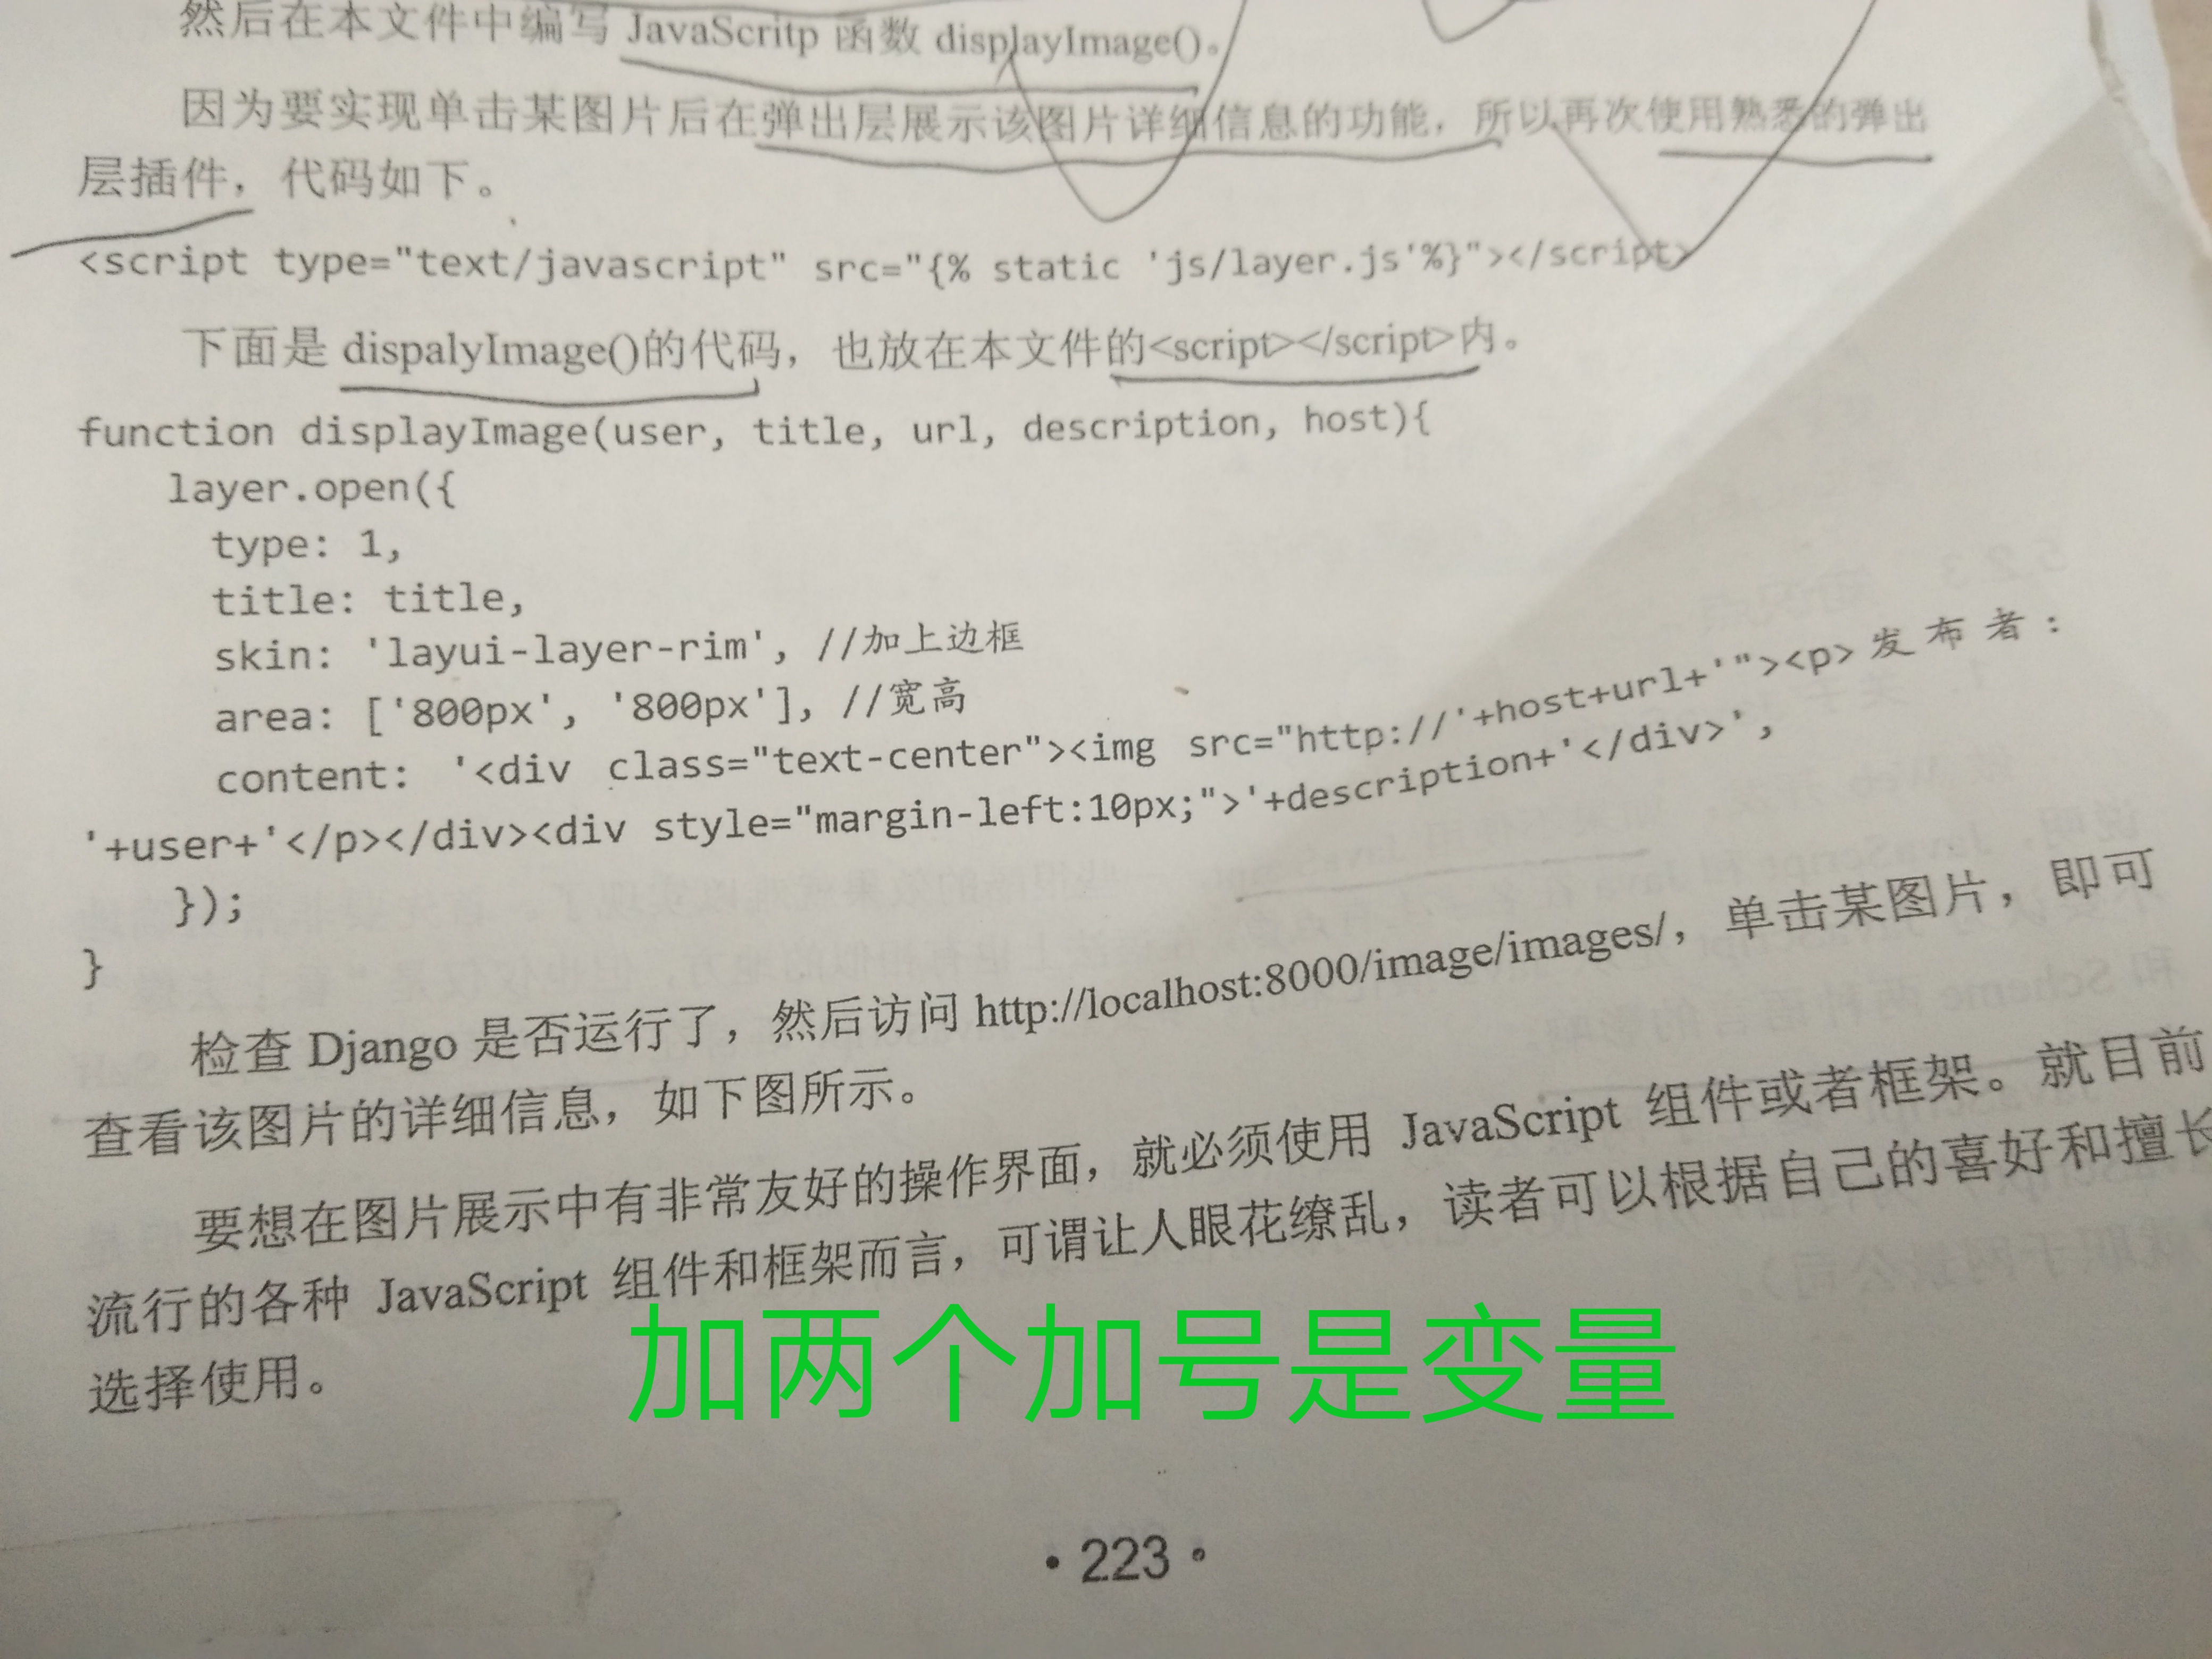 然后在本文件中编写 JavaScritp 函数 displayImage()。
因为要实现单击某图片后在弹出层展示该图片详细信息的功能，所以再次使用熟悉的弹出
层插件，代码如下。
<script type="text/javascript" src="{% static 'js/layer.js'%}"></script>
下面是 dispalyImage()的代码，也放在本文件的<script></script>内。
function displayImage(user, title, url, description, host){
layer.open({
type: 1,
title: title,
skin: 'layui-layer-rim', //加上边框
area: ['800px', '800px'], //宽高
content: '<div class="text-center"><img src="http://'+host+url+'"><p>发布者：
'+user+'</p></div><div style="margin-left:10px;">'+description+'</div>',
});
}
检查 Django 是否运行了，然后访问 http://localhost:8000/image/images/，单击某图片，即可
查看该图片的详细信息，如下图所示。
要想在图片展示中有非常友好的操作界面，就必须使用 JavaScript 组件或者框架。就目前
流行的各种 JavaScript 组件和框架而言，可谓让人眼花缭乱，读者可以根据自己的喜好和擅长
选择使用。
加两个加号是变量
·223·